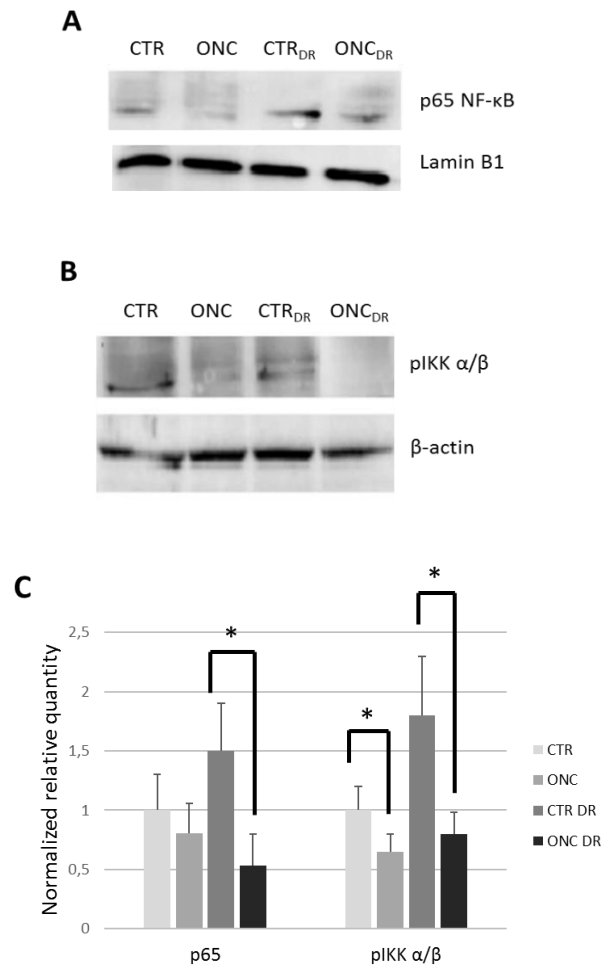 A
CTR ONC CTRDR ONCDR
p65 NF-κB
Lamin B1
B
CTR ONC CTRDR ONCDR
pIKK α/β
β-actin
C
Normalized relative quantity
2,5
2
1,5
1
0,5
0
*
*
*
p65 pIKK α/β
CTR
ONC
CTR DR
ONC DR